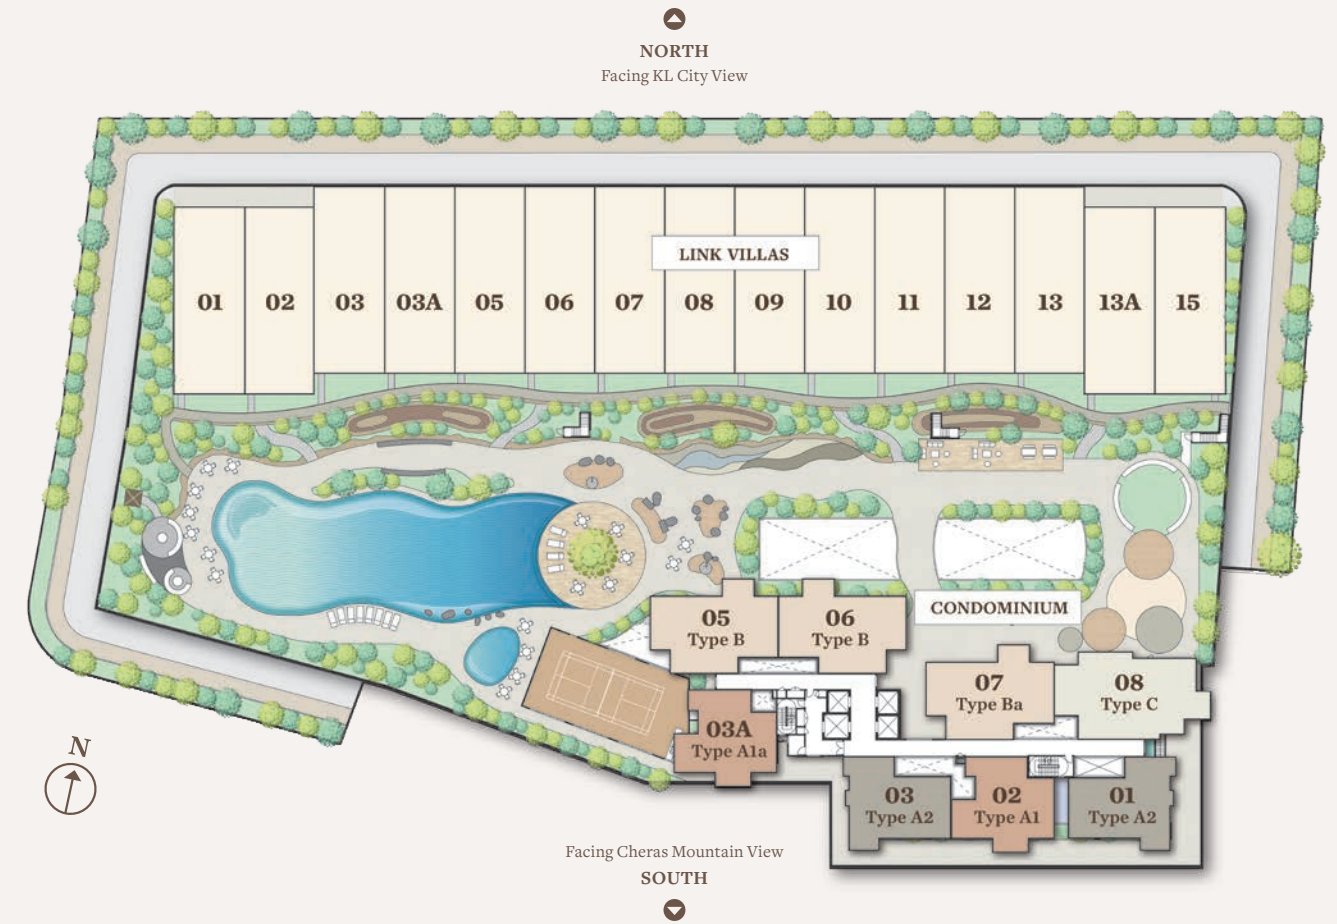 NORTH
Facing KL City View
LINK VILLAS
01 02 03 03A 05 06 07 08 09 10 11 12 13 13A 15
CONDOMINIUM
05
Type B
06
Type B
07
Type Ba
08
Type C
03A
Type A1a
03
Type A2
02
Type A1
01
Type A2
N
Facing Cheras Mountain View
SOUTH